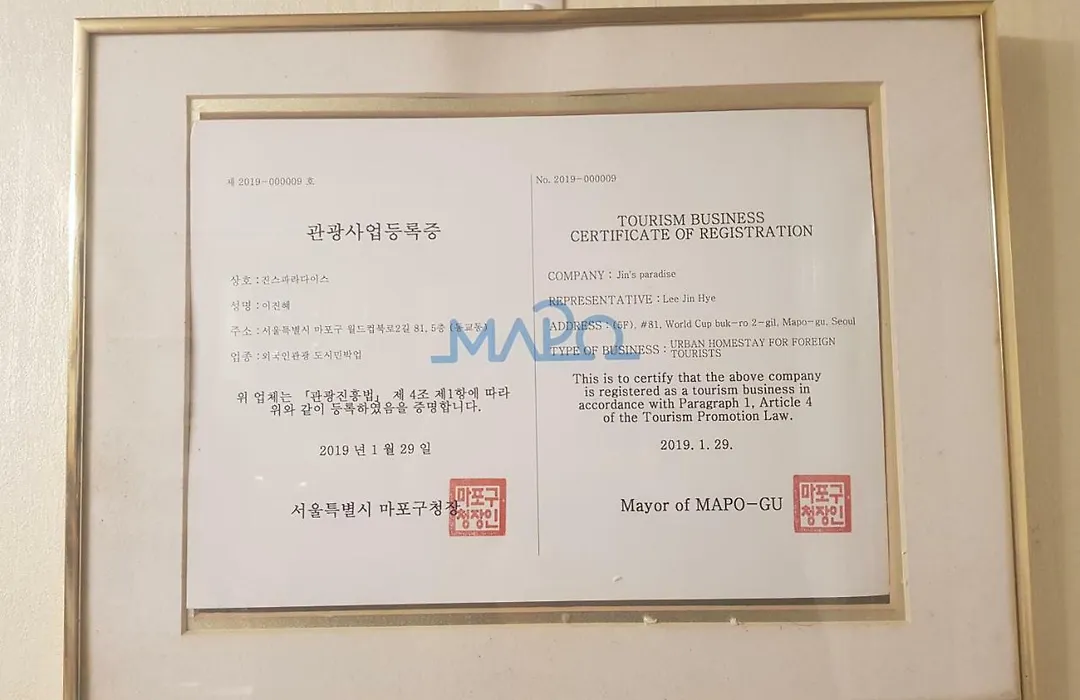 제 2019-000009 호
관광사업등록증
상호 : 진스파라다이스
성명 : 이진혜
주소 : 서울특별시 마포구 월드컵북로2길 81, 5층 (동교동)
업종 : 외국인관광 도시민박업
위 업체는 「관광진흥법」 제 4조 제1항에 따라
위와 같이 등록하였음을 증명합니다.
2019 년 1 월 29 일
서울특별시 마포구청장
마포구
청장인
MAPO
No. 2019-000009
TOURISM BUSINESS
CERTIFICATE OF REGISTRATION
COMPANY : Jin's paradise
REPRESENTATIVE : Lee Jin Hye
ADDRESS : (5F), #81, World Cup buk-ro 2-gil, Mapo-gu, Seoul
TYPE OF BUSINESS : URBAN HOMESTAY FOR FOREIGN
TOURISTS
This is to certify that the above company
is registered as a tourism business in
accordance with Paragraph 1, Article 4
of the Tourism Promotion Law.
2019. 1. 29.
Mayor of MAPO-GU
마포구
청장인